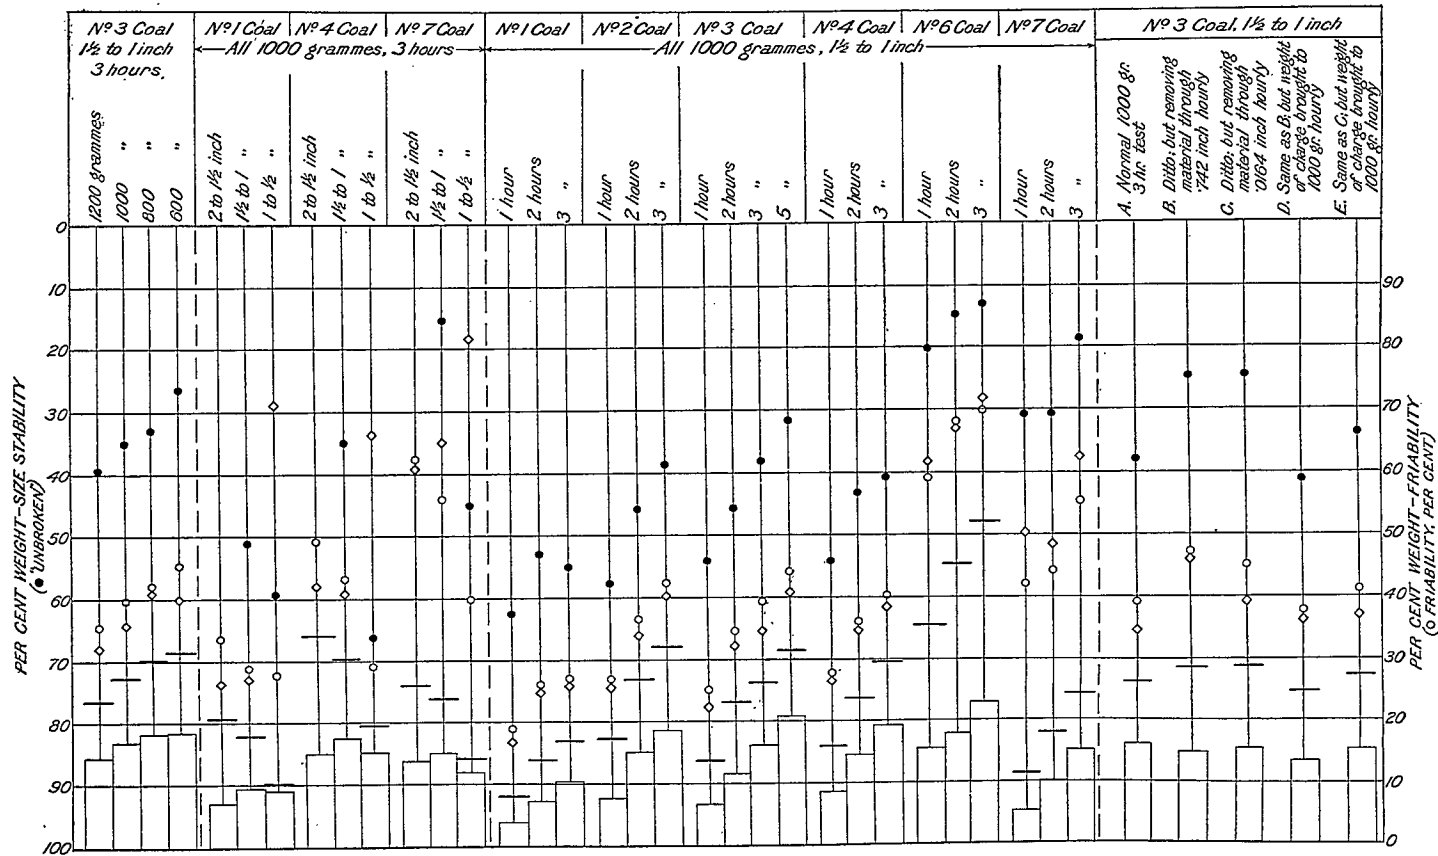 Nº 3 Coal
1½ to 1 inch
3 hours.
Nº 1 Coal
Nº 4 Coal
Nº 7 Coal
All 1000 grammes, 3 hours
Nº 1 Coal
Nº 2 Coal
Nº 3 Coal
Nº 4 Coal
Nº 6 Coal
Nº 7 Coal
All 1000 grammes, 1½ to 1 inch
Nº 3 Coal, 1½ to 1 inch
1200 grammes
1000 "
800 "
600 "
2 to 1½ inch
1½ to 1 "
1 to ½ "
2 to 1½ inch
1½ to 1 "
1 to ½ "
2 to 1½ inch
1½ to 1 "
1 to ½ "
1 hour
2 hours
3 "
1 hour
2 hours
3 "
1 hour
2 hours
3 "
5 "
1 hour
2 hours
3 "
1 hour
2 hours
3 "
1 hour
2 hours
3 "
A. Normal 1000 gr.
3 hr. test
B. Ditto; but removing
material through
·742 inch hourly
C. Ditto: but removing
material through
·0164 inch hourly
D. Same as B; but weight
of charge brought to
1000 gr. hourly
E. Same as C; but weight
of charge brought to
1000 gr. hourly
PER CENT WEIGHT-SIZE STABILITY
(● "UNBROKEN")
0
10
20
30
40
50
60
70
80
90
100
90
80
70
60
50
40
30
20
10
0
PER CENT WEIGHT-FRIABILITY
(○ FRIABILITY, PER CENT)